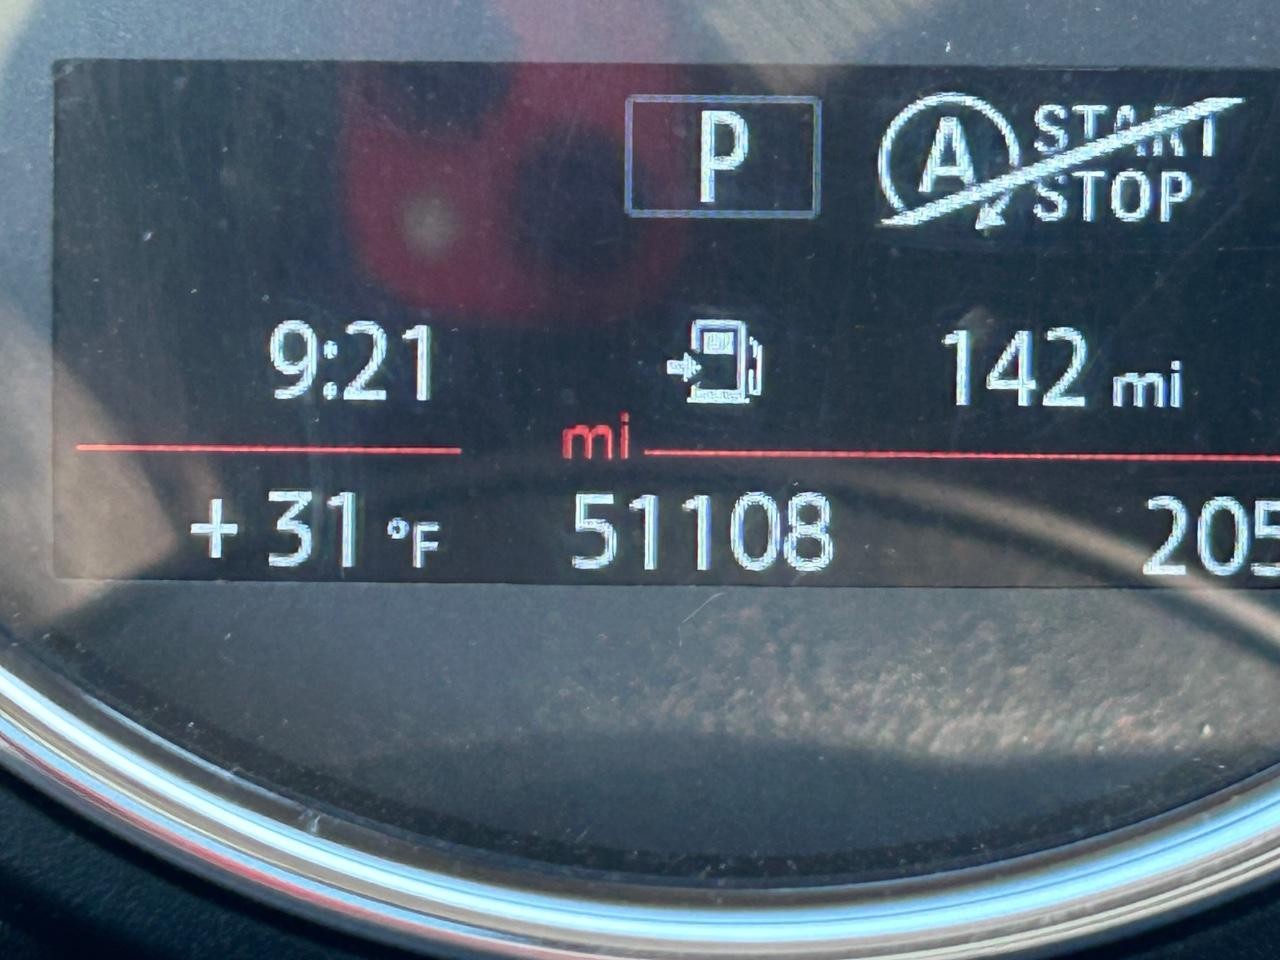 P A START
STOP
9:21 142 mi
mi
+31 °F 51108 205